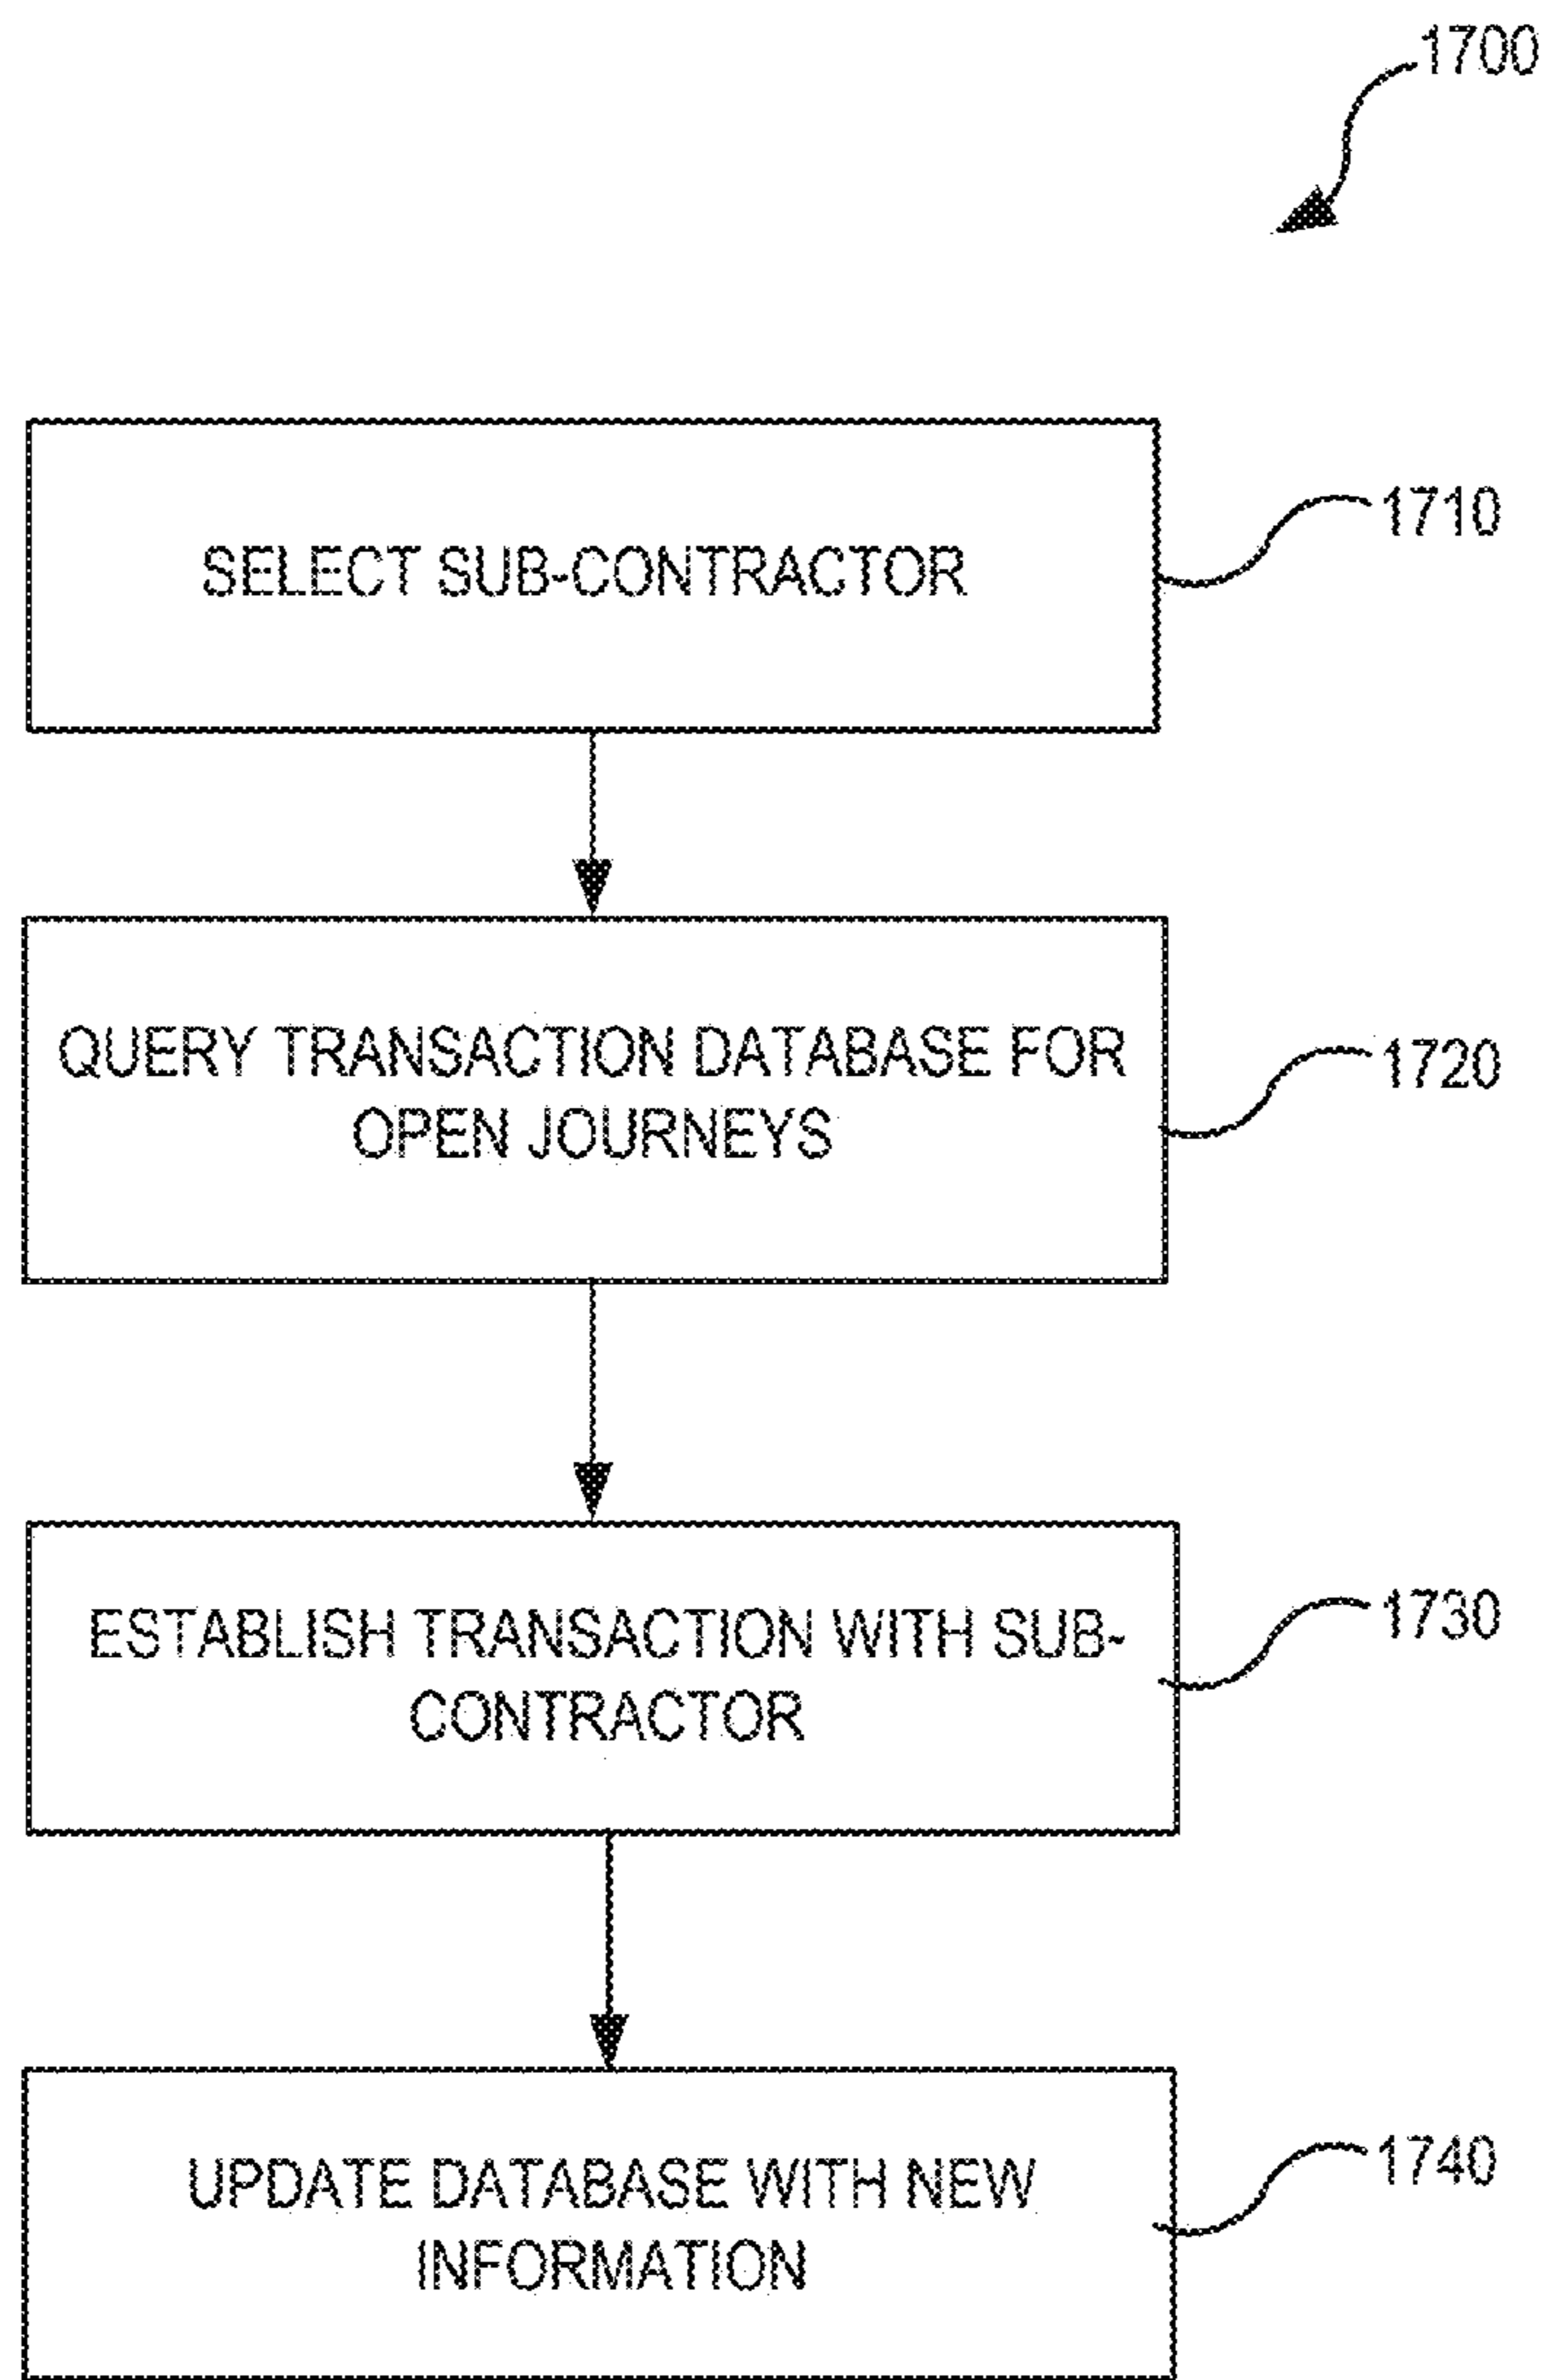 1700
SELECT SUB-CONTRACTOR
1710
QUERY TRANSACTION DATABASE FOR
OPEN JOURNEYS
1720
ESTABLISH TRANSACTION WITH SUB-
CONTRACTOR
1730
UPDATE DATABASE WITH NEW
INFORMATION
1740